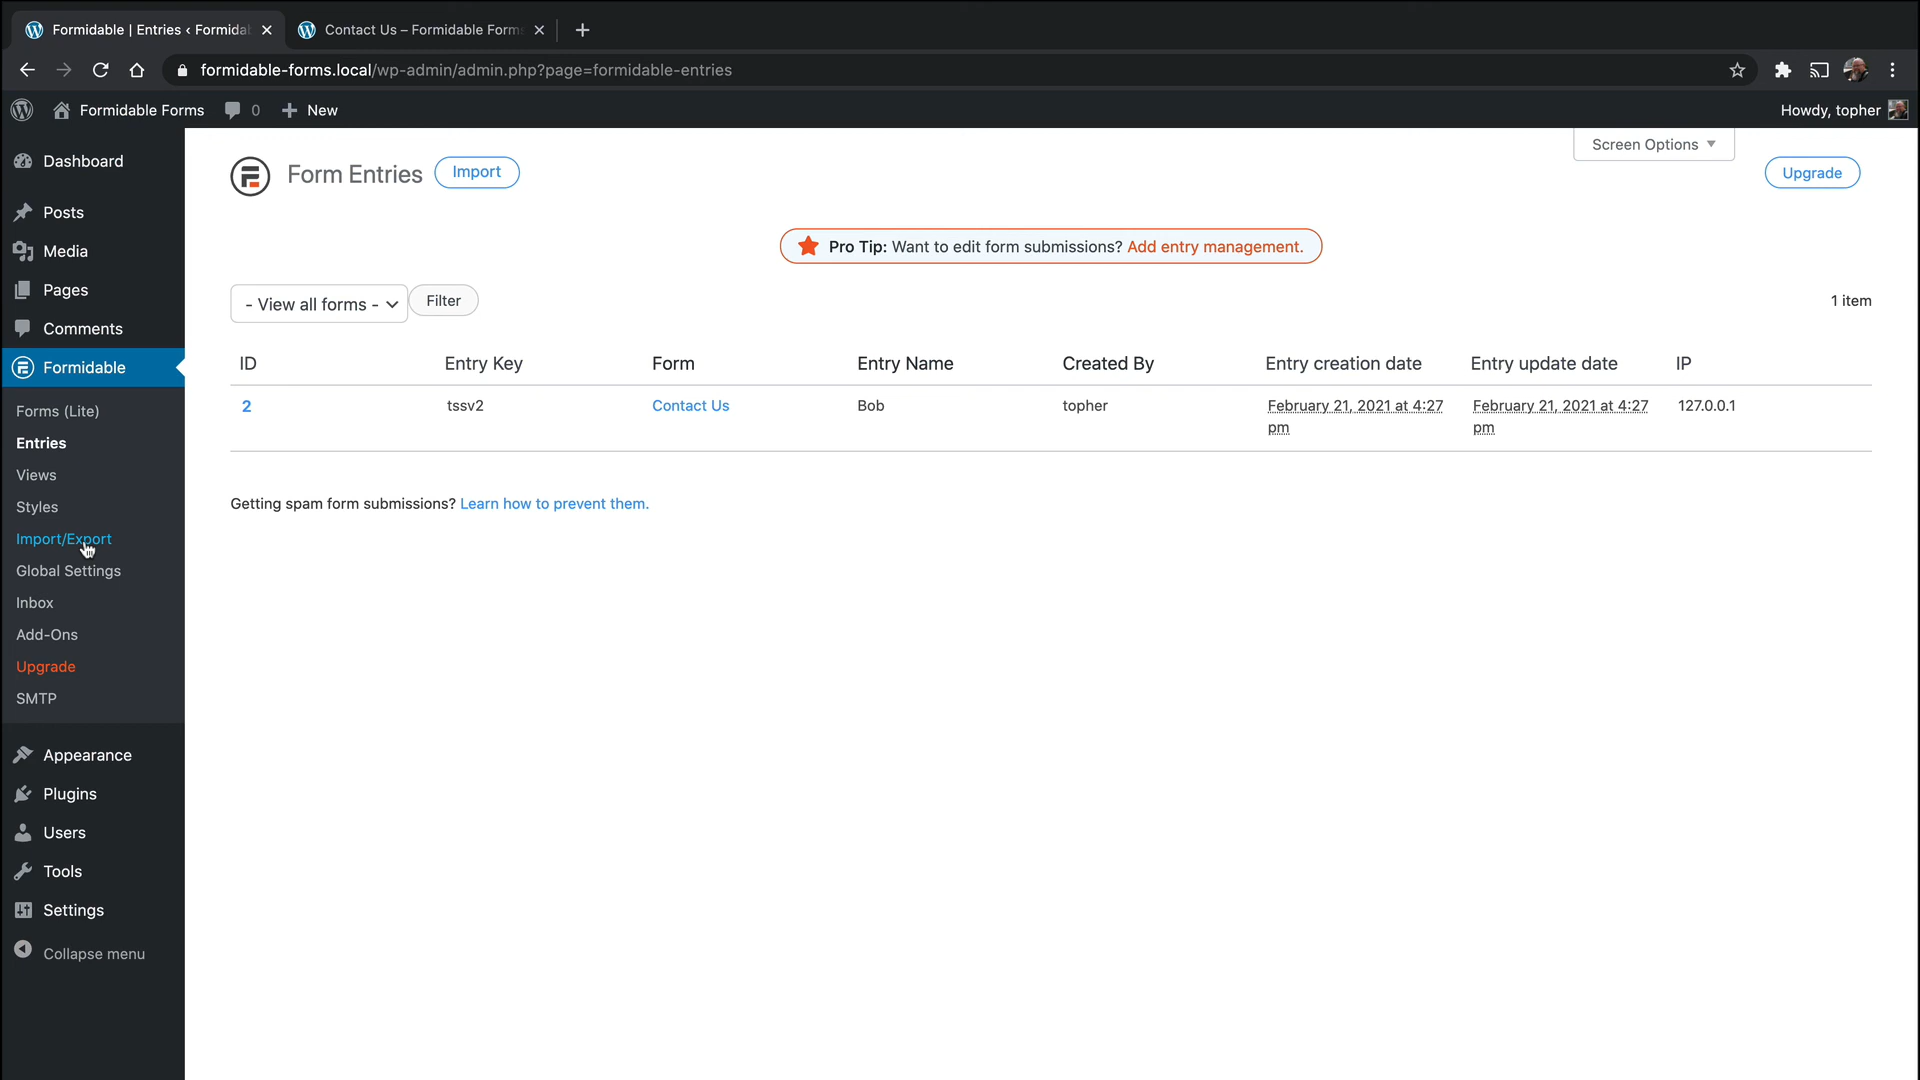 Formidable | Entries ‹ Formidal
Contact Us – Formidable Form
formidable-forms.local/wp-admin/admin.php?page=formidable-entries
Formidable Forms
0
New
Howdy, topher
Dashboard
Posts
Media
Pages
Comments
Formidable
Forms (Lite)
Entries
Views
Styles
Import/Export
Global Settings
Inbox
Add-Ons
Upgrade
SMTP
Appearance
Plugins
Users
Tools
Settings
Collapse menu
Screen Options
Form Entries
Import
Upgrade
Pro Tip: Want to edit form submissions? Add entry management.
- View all forms -
Filter
1 item
ID Entry Key Form Entry Name Created By Entry creation date Entry update date IP
2 tssv2 Contact Us Bob topher February 21, 2021 at 4:27 February 21, 2021 at 4:27 127.0.0.1
pm pm
Getting spam form submissions? Learn how to prevent them.